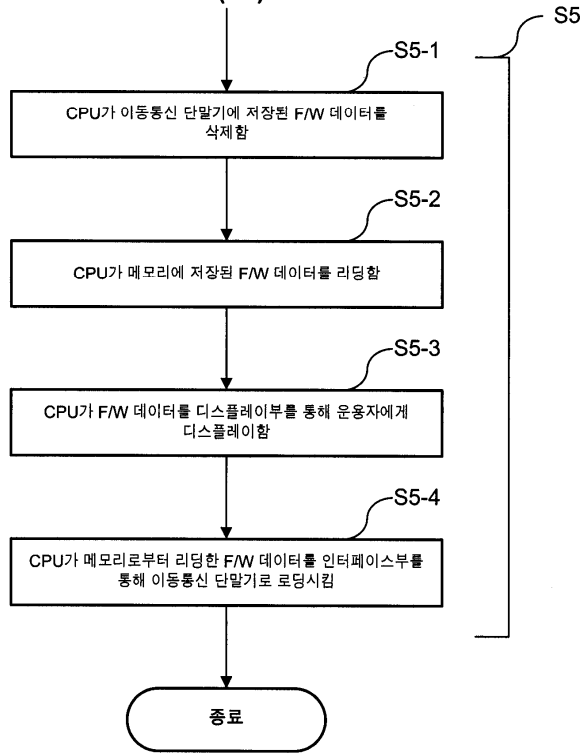 S5
S5-1
CPU가 이동통신 단말기에 저장된 F/W 데이터를
삭제함
S5-2
CPU가 메모리에 저장된 F/W 데이터를 리딩함
S5-3
CPU가 F/W 데이터를 디스플레이부를 통해 운용자에게
디스플레이함
S5-4
CPU가 메모리로부터 리딩한 F/W 데이터를 인터페이스부를
통해 이동통신 단말기로 로딩시킴
종료